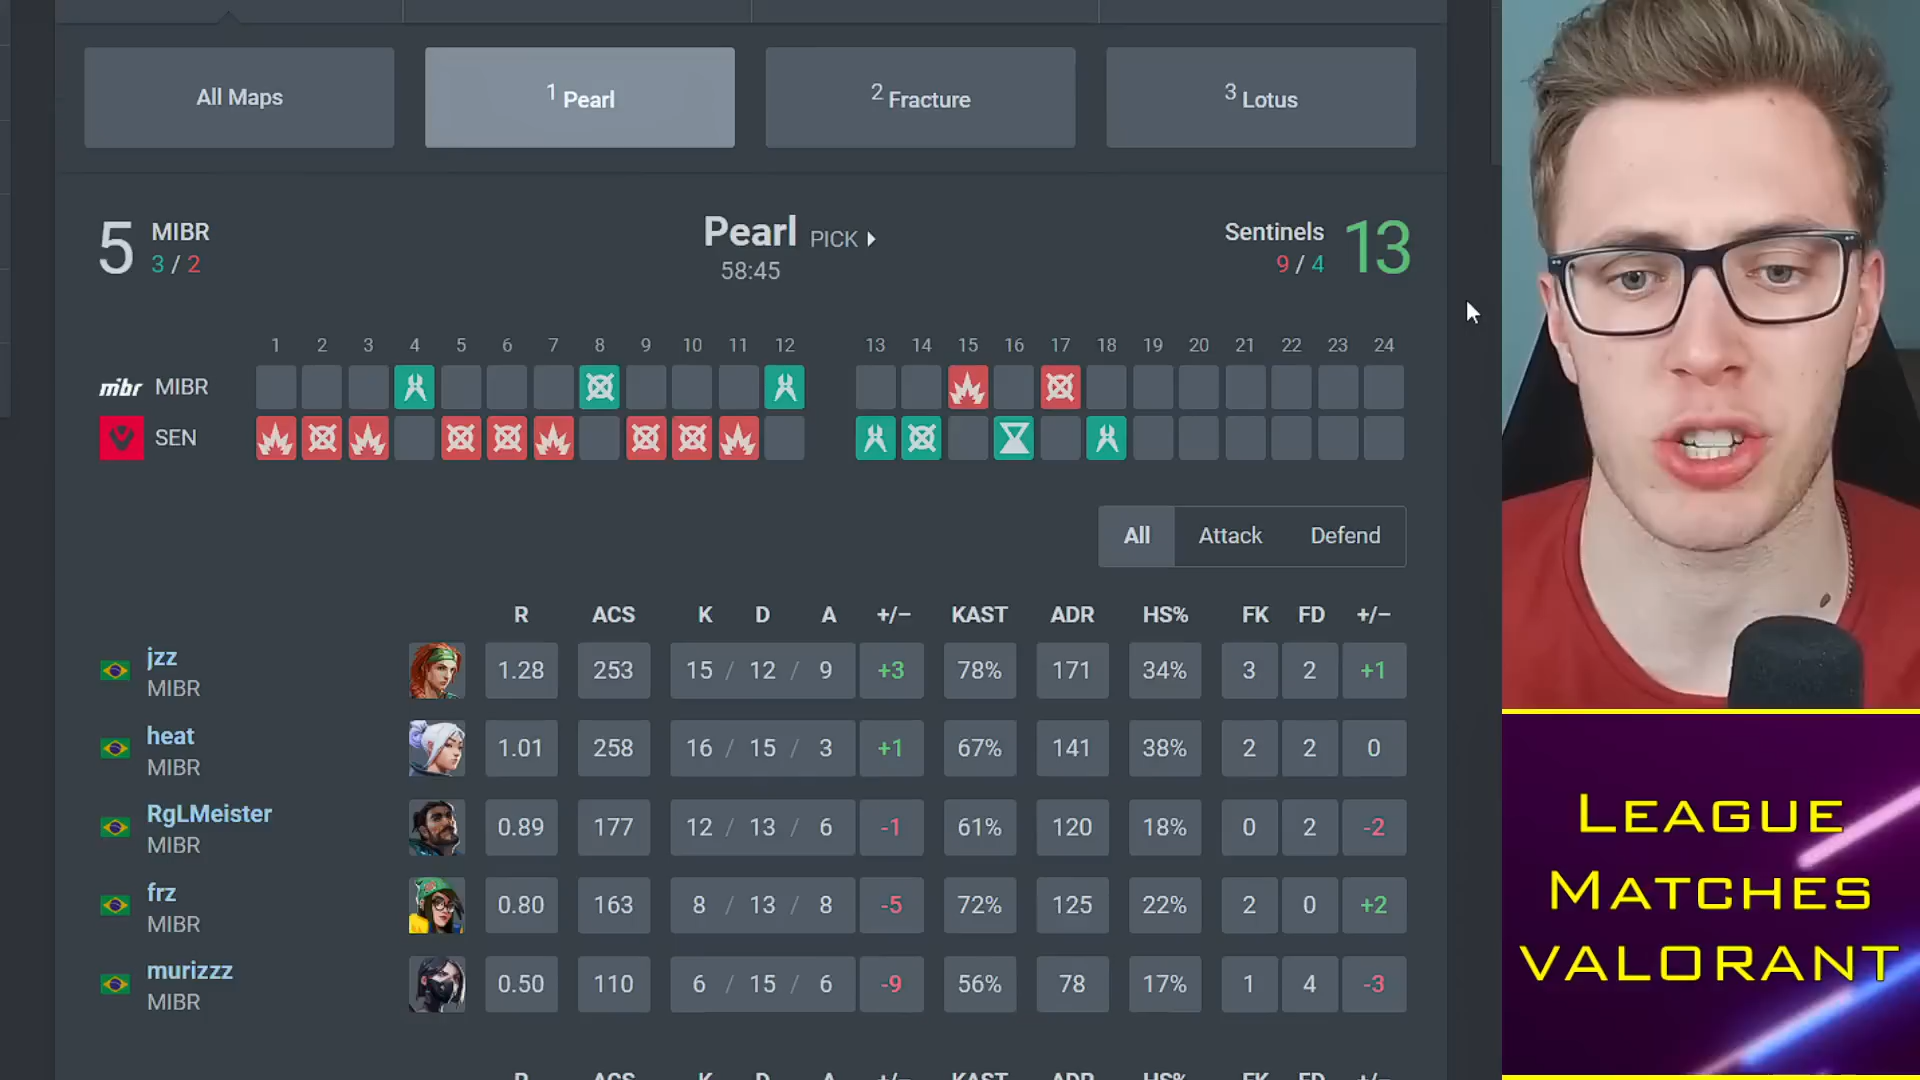 All Maps
1 Pearl
2 Fracture
3 Lotus
5 MIBR Pearl PICK Sentinels 13
3 / 2 58:45 9 / 4
1 2 3 4 5 6 7 8 9 10 11 12 13 14 15 16 17 18 19 20 21 22 23 24
mibr MIBR
SEN
All Attack Defend
R ACS K D A +/– KAST ADR HS% FK FD +/–
jzz
MIBR
1.28 253 15 / 12 / 9 +3 78% 171 34% 3 2 +1
heat
MIBR
1.01 258 16 / 15 / 3 +1 67% 141 38% 2 2 0
RgLMeister
MIBR
0.89 177 12 / 13 / 6 -1 61% 120 18% 0 2 -2
frz
MIBR
0.80 163 8 / 13 / 8 -5 72% 125 22% 2 0 +2
murizzz
MIBR
0.50 110 6 / 15 / 6 -9 56% 78 17% 1 4 -3
R ACS K D A +/– KAST ADR HS% FK FD +/–
LEAGUE
MATCHES
VALORANT